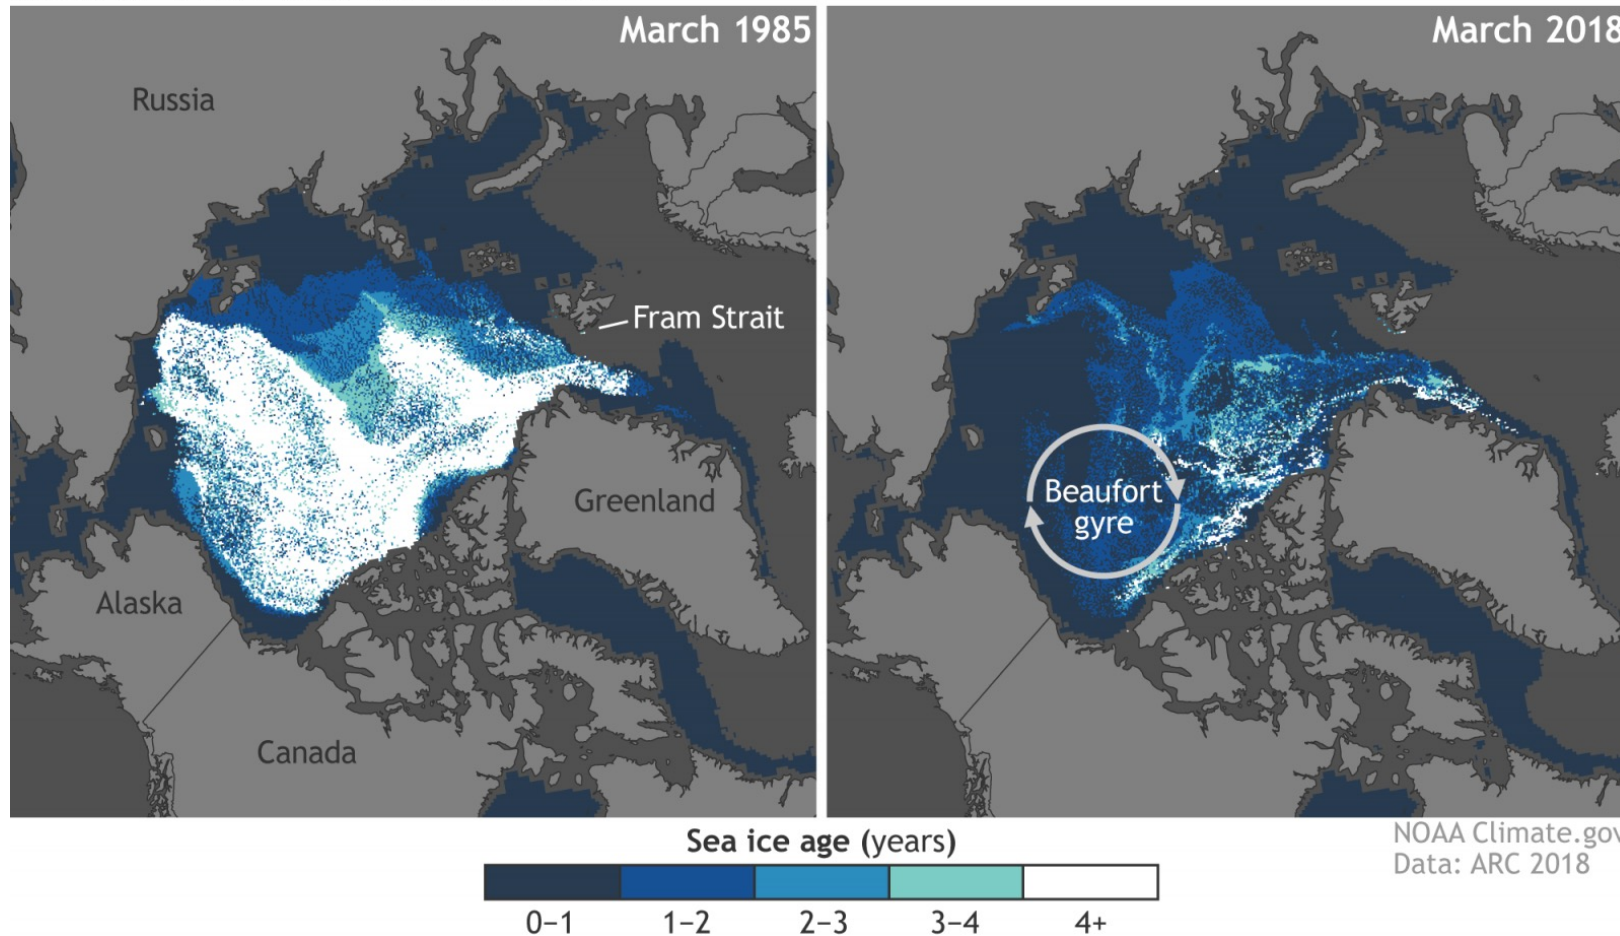 March 1985
March 2018
Russia
Fram Strait
Greenland
Beaufort
gyre
Alaska
Canada
Sea ice age (years)
0–1
1–2
2–3
3–4
4+
NOAA Climate.gov
Data: ARC 2018